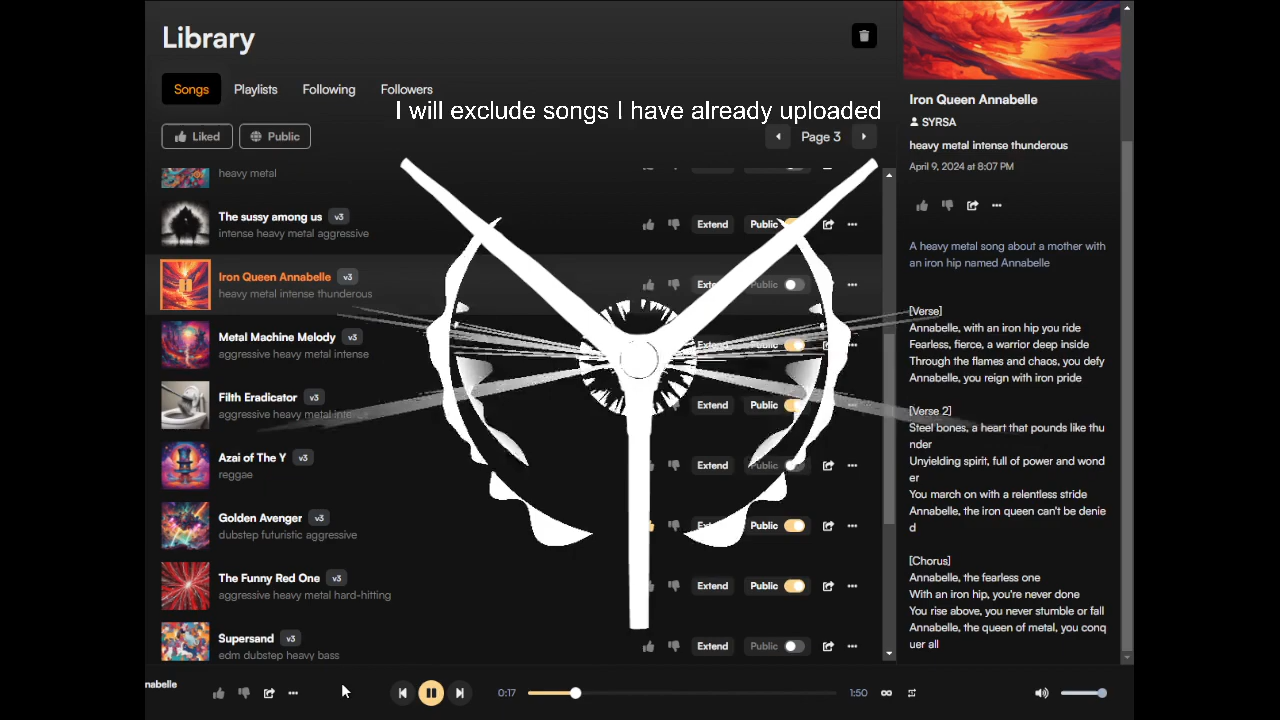 Library
Songs
Playlists
Following
Followers
I will exclude songs I have already uploaded
Liked
Public
Page 3
heavy metal
The sussy among us v3
intense heavy metal aggressive
Extend
Public
Iron Queen Annabelle v3
heavy metal intense thunderous
Public
Metal Machine Melody v3
aggressive heavy metal intense
Extend
Public
Filth Eradicator v3
aggressive heavy metal
Extend
Public
Azai of The Y v3
reggae
Extend
Public
Golden Avenger v3
dubstep futuristic aggressive
Public
The Funny Red One v3
aggressive heavy metal hard-hitting
Extend
Public
Supersand v3
edm dubstep heavy bass
Extend
Public
Iron Queen Annabelle
SYRSA
heavy metal intense thunderous
April 9, 2024 at 8:07 PM
A heavy metal song about a mother with
an iron hip named Annabelle
[Verse]
Annabelle, with an iron hip you ride
Fearless, fierce, a warrior deep inside
Through the flames and chaos, you defy
Annabelle, you reign with iron pride
[Verse 2]
Steel bones, a heart that pounds like thu
nder
Unyielding spirit, full of power and wond
er
You march on with a relentless stride
Annabelle, the iron queen can't be denie
d
[Chorus]
Annabelle, the fearless one
With an iron hip, you're never done
You rise above, you never stumble or fall
Annabelle, the queen of metal, you conq
uer all
nabelle
0:17
1:50